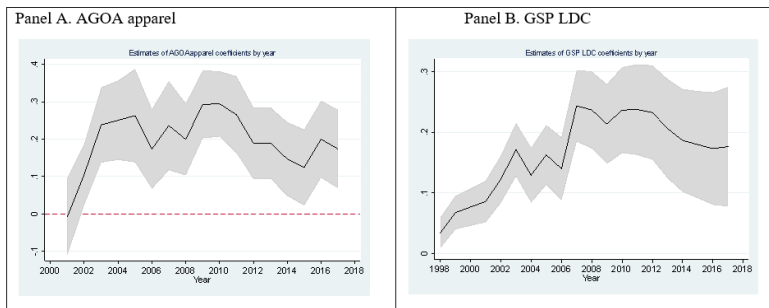 Panel A. AGOA apparel
Panel B. GSP LDC
Estimates of AGOAapparel coefficients by year
.4
.3
.2
.1
0
.1
2000 2002 2004 2006 2008 2010 2012 2014 2016 2018
Year
Estimates of GSP LDC coefficients by year
.3
.2
.1
0
1998 2000 2002 2004 2006 2008 2010 2012 2014 2016 2018
Year